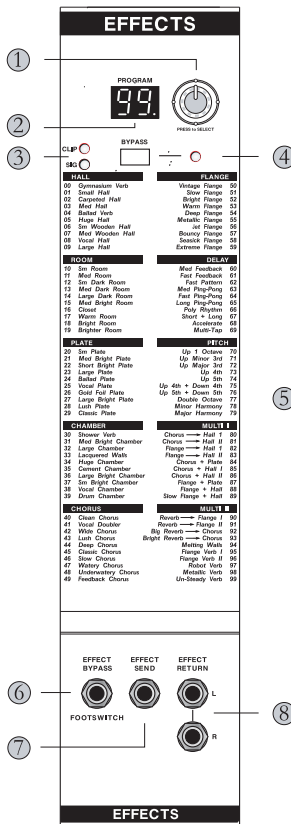 EFFECTS
1
PROGRAM
99.
PRESS to SELECT
2
BYPASS
CLIP
3
SIG
4
HALL
00 Gymnasium Verb
01 Small Hall
02 Carpeted Hall
03 Med Hall
04 Ballad Verb
05 Huge Hall
06 Sm Wooden Hall
07 Med Wooden Hall
08 Vocal Hall
09 Large Hall
FLANGE
Vintage Flange 50
Slow Flange 51
Bright Flange 52
Warm Flange 53
Deep Flange 54
Metallic Flange 55
Jet Flange 56
Bouncy Flange 57
Seasick Flange 58
Extreme Flange 59
ROOM
10 Sm Room
11 Med Room
12 Sm Dark Room
13 Med Dark Room
14 Large Dark Room
15 Med Bright Room
16 Closet
17 Warm Room
18 Bright Room
19 Brighter Room
DELAY
Med Feedback 60
Fast Feedback 61
Fast Pattern 62
Med Ping-Pong 63
Fast Ping-Pong 64
Long Ping-Pong 65
Poly Rhythm 66
Short + Long 67
Accelerate 68
Multi-Tap 69
PLATE
20 Sm Plate
21 Med Bright Plate
22 Short Bright Plate
23 Large Plate
24 Ballad Plate
25 Vocal Plate
26 Gold Foil Plate
27 Large Bright Plate
28 Lush Plate
29 Classic Plate
PITCH
Up 1 Octave 70
Up Minor 3rd 71
Up Major 3rd 72
Up 4th 73
Up 5th 74
Up 4th + Down 4th 75
Up 5th + Down 5th 76
Double Octave 77
Minor Harmony 78
Major Harmony 79
5
CHAMBER
30 Shower Verb
31 Med Bright Chamber
32 Large Chamber
33 Lacquered Walls
34 Huge Chamber
35 Cement Chamber
36 Large Bright Chamber
37 Sm Bright Chamber
38 Vocal Chamber
39 Drum Chamber
MULTI I
Chorus → Hall 1 80
Chorus → Hall II 81
Flange → Hall 1 82
Flange → Hall II 83
Chorus + Plate 84
Chorus + Hall I 85
Chorus + Hall II 86
Flange + Plate 87
Flange + Hall 88
Slow Flange + Hall 89
CHORUS
40 Clean Chorus
41 Vocal Doubler
42 Wide Chorus
43 Lush Chorus
44 Deep Chorus
45 Classic Chorus
46 Slow Chorus
47 Watery Chorus
48 Underwatery Chorus
49 Feedback Chorus
MULTI II
Reverb → Flange I 90
Reverb → Flange II 91
Big Reverb → Chorus 92
Bright Reverb → Chorus 93
Melting Walls 94
Flange Verb I 95
Flange Verb II 96
Robot Verb 97
Metallic Verb 98
Un-Steady Verb 99
EFFECT BYPASS
EFFECT SEND
EFFECT RETURN
6
L
FOOTSWITCH
8
7
R
EFFECTS